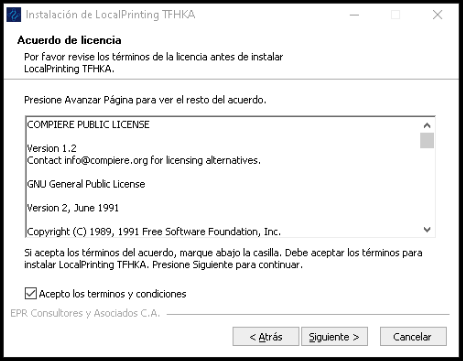 Instalación de LocalPrinting TFHKA
Acuerdo de licencia
Por favor revise los términos de la licencia antes de instalar
LocalPrinting TFHKA.
Presione Avanzar Página para ver el resto del acuerdo.
COMPIERE PUBLIC LICENSE
Version 1.2
Contact info@compiere.org for licensing alternatives.
GNU General Public License
Version 2, June 1991
Copyright (C) 1989, 1991 Free Software Foundation, Inc.
Si acepta los términos del acuerdo, marque abajo la casilla. Debe aceptar los términos para
instalar LocalPrinting TFHKA. Presione Siguiente para continuar.
Acepto los terminos y condiciones
EPR Consultores y Asociados C.A.
< Atrás
Siguiente >
Cancelar